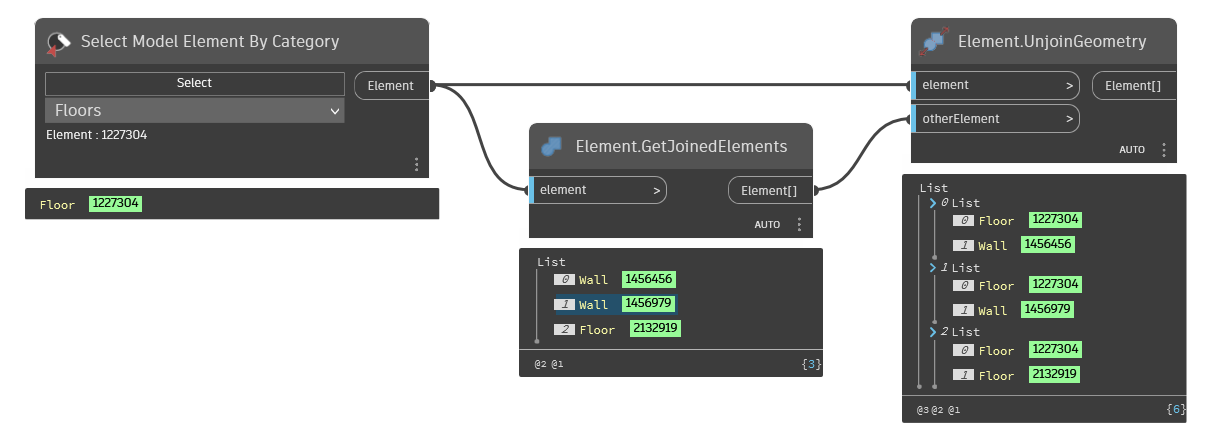 Select Model Element By Category
Select
Element
Floors
Element : 1227304
Floor 1227304
Element.GetJoinedElements
element >
Element[]
AUTO
List
0 Wall 1456456
1 Wall 1456979
2 Floor 2132919
@2 @1
{3}
Element.UnjoinGeometry
element >
Element[]
otherElement >
AUTO
List
0 List
0 Floor 1227304
1 Wall 1456456
1 List
0 Floor 1227304
1 Wall 1456979
2 List
0 Floor 1227304
1 Floor 2132919
@3 @2 @1
{6}